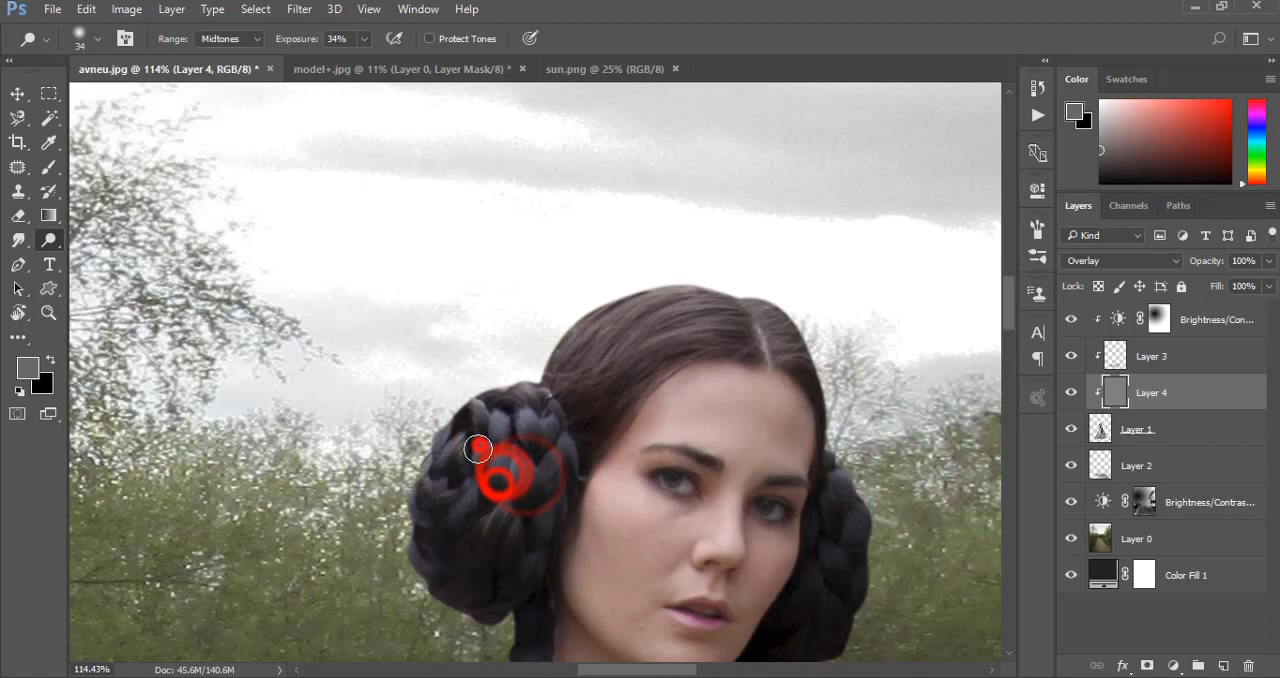 Ps File Edit Image Layer Type Select Filter 3D View Window Help
34 Range: Midtones Exposure: 34% Protect Tones
avneu.jpg @ 114% (Layer 4, RGB/8) * × model+.jpg @ 11% (Layer 0, Layer Mask/8) * × sun.png @ 25% (RGB/8) ×
Color Swatches
Layers Channels Paths
Kind
Overlay Opacity: 100%
Lock: Fill: 100%
Brightness/Con...
Layer 3
Layer 4
Layer 1
Layer 2
Brightness/Contras...
Layer 0
Color Fill 1
114.43% Doc: 45.6M/140.6M